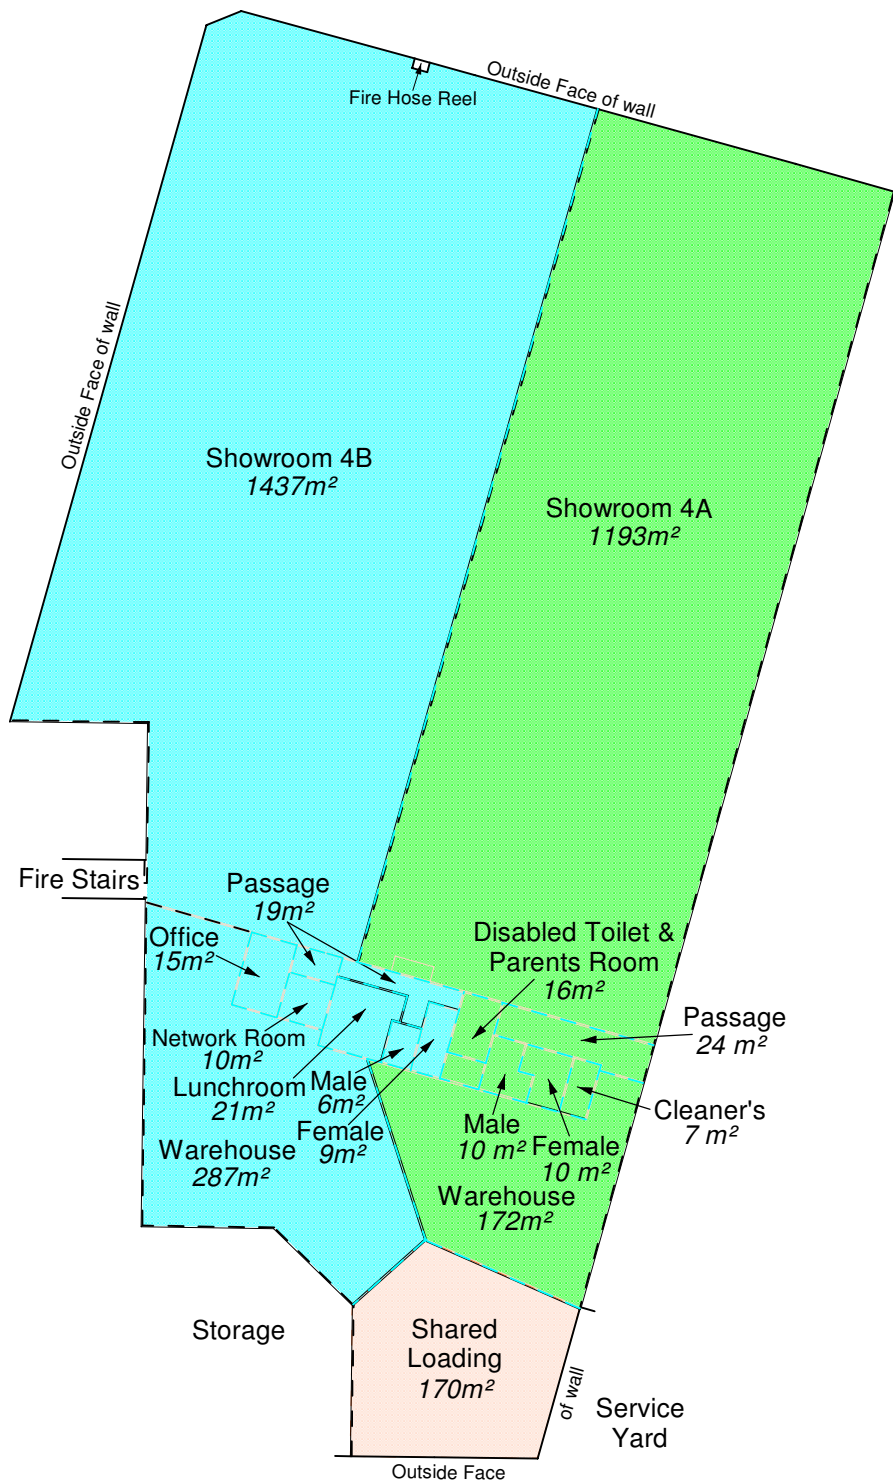 Outside Face of wall
Fire Hose Reel
Outside Face of wall
Showroom 4B
1437m²
Showroom 4A
1193m²
Fire Stairs
Passage
19m²
Office
15m²
Disabled Toilet &
Parents Room
16m²
Passage
24 m²
Network Room
10m²
Lunchroom
21m²
Male
6m²
Female
9m²
Cleaner's
7 m²
Male
10 m²
Female
10 m²
Warehouse
287m²
Warehouse
172m²
Storage
Shared
Loading
170m²
of wall
Service
Yard
Outside Face